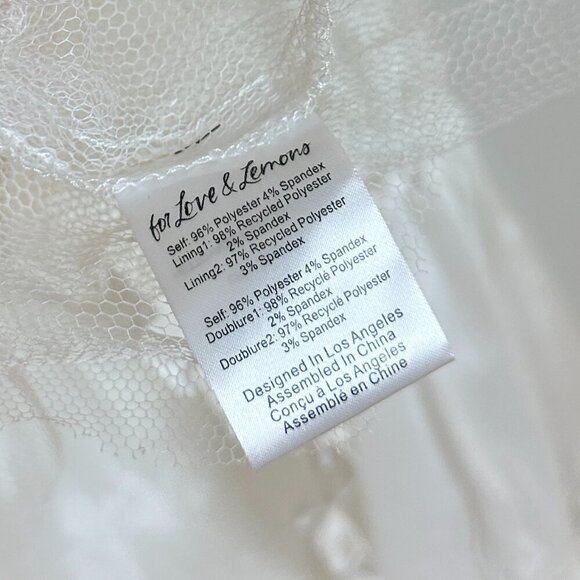 for Love & Lemons
Self: 96% Polyester 4% Spandex
Lining1: 98% Recycled Polyester
2% Spandex
Lining2: 97% Recycled Polyester
3% Spandex
Self: 96% Polyester 4% Spandex
Doublure1: 98% Recyclé Polyester
2% Spandex
Doublure2: 97% Recyclé Polyester
3% Spandex
Designed In Los Angeles
Assembled In China
Conçu à Los Angeles
Assemblé en Chine